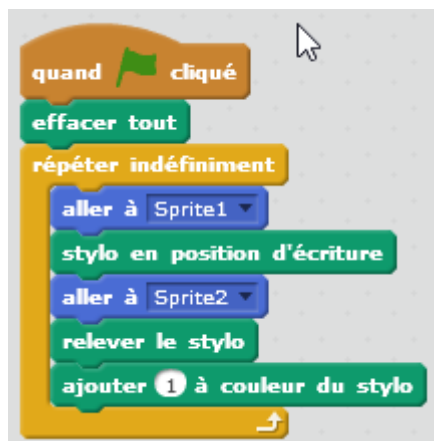 quand cliqué
effacer tout
répéter indéfiniment
aller à Sprite1
stylo en position d'écriture
aller à Sprite2
relever le stylo
ajouter 1 à couleur du stylo